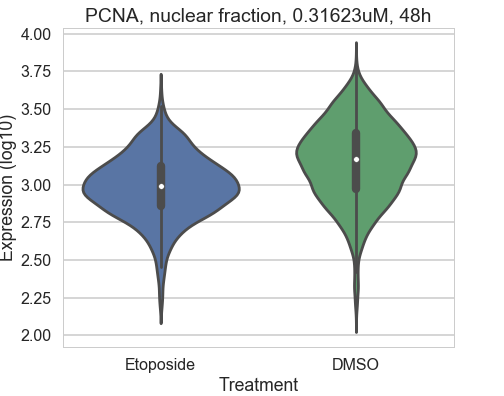 PCNA, nuclear fraction, 0.31623uM, 48h
4.00
3.75
3.50
3.25
3.00
2.75
2.50
2.25
2.00
Expression (log10)
Etoposide DMSO
Treatment